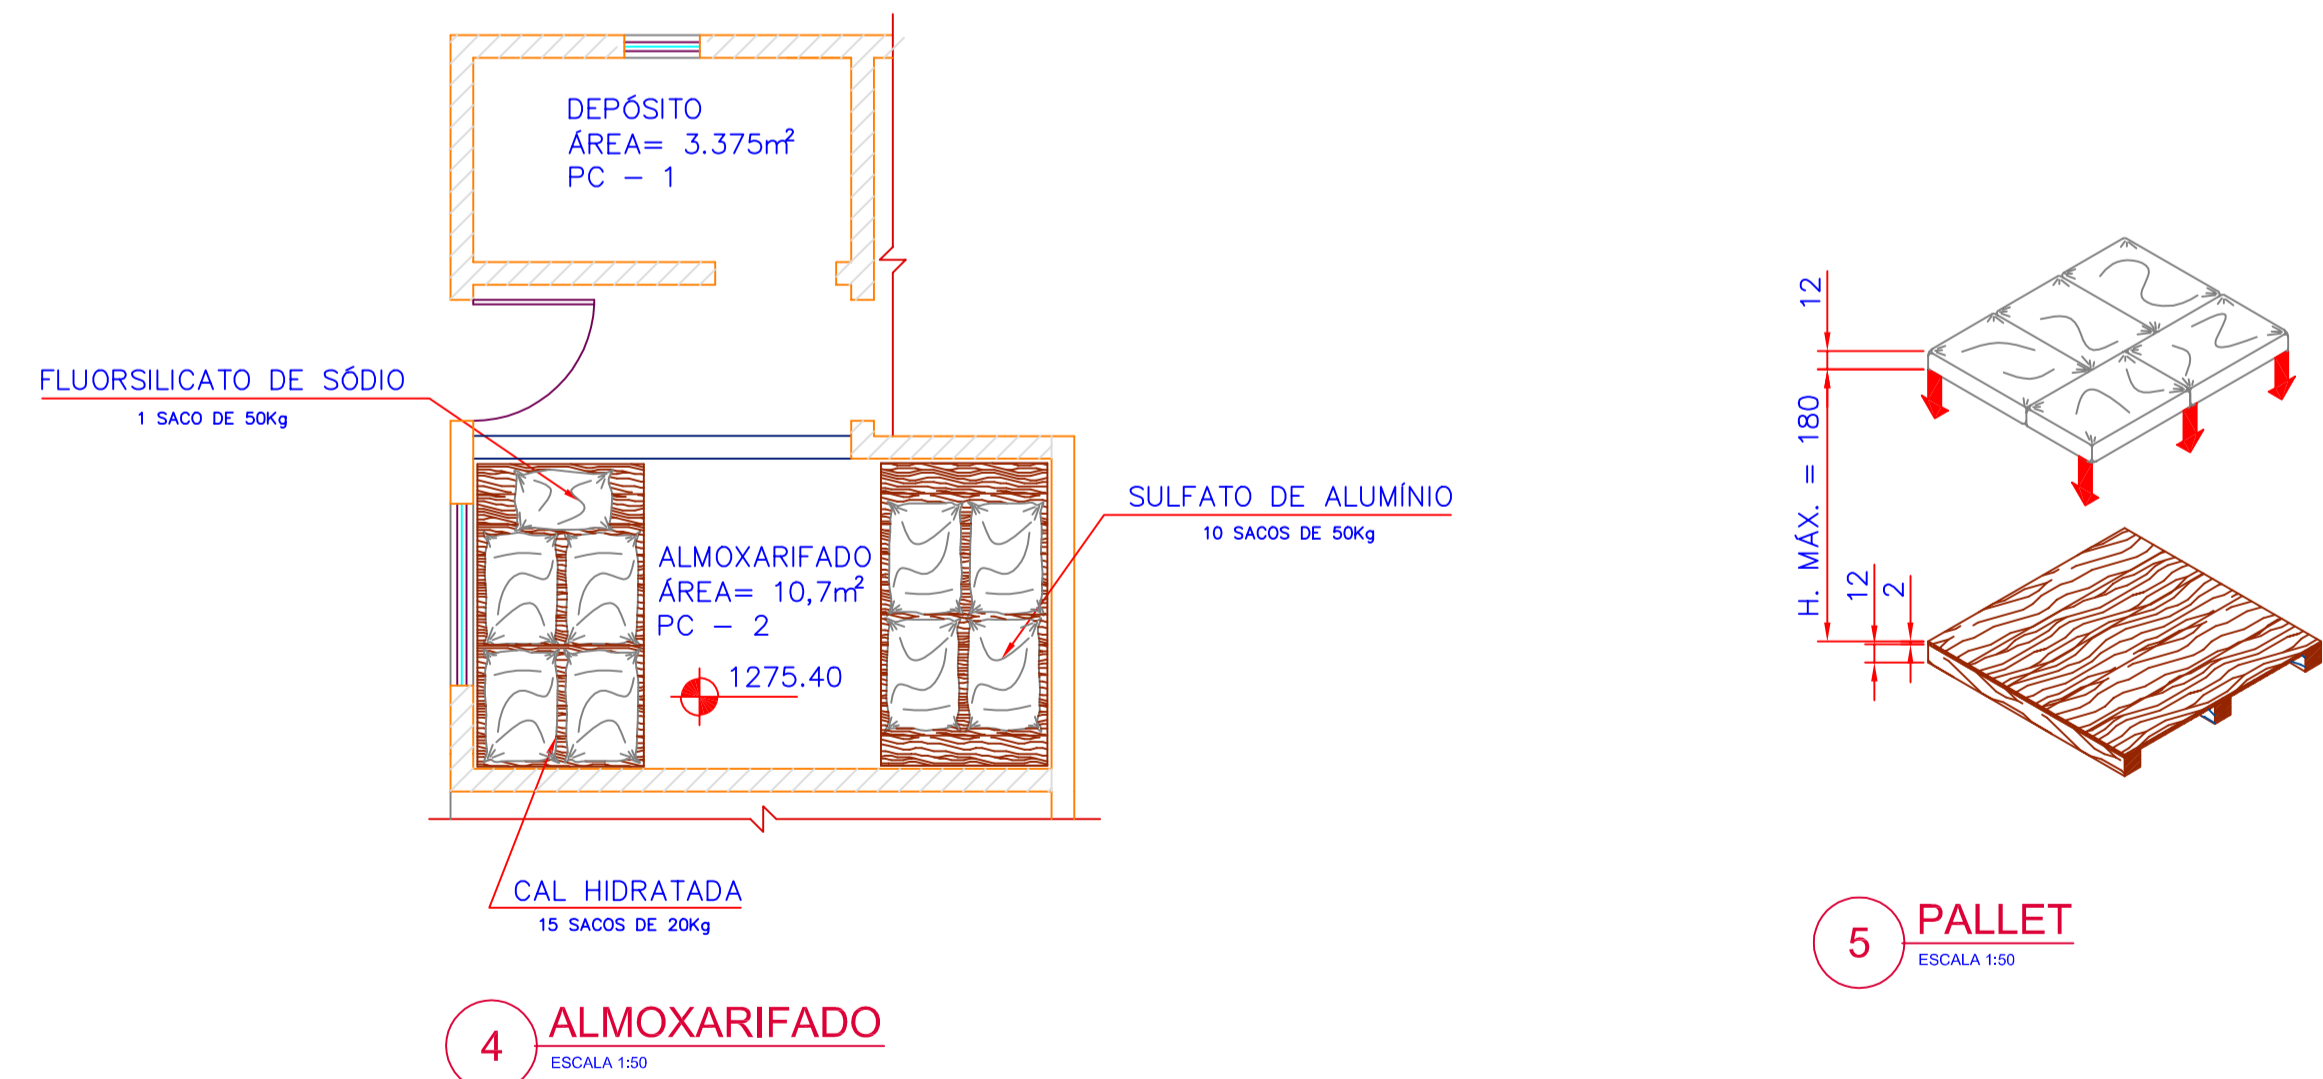 DEPÓSITO
ÁREA= 3.375m²
PC - 1
FLUORSILICATO DE SÓDIO
1 SACO DE 50Kg
SULFATO DE ALUMÍNIO
10 SACOS DE 50Kg
ALMOXARIFADO
ÁREA= 10,7m²
PC - 2
1275.40
CAL HIDRATADA
15 SACOS DE 20Kg
4
ALMOXARIFADO
ESCALA 1:50
12
H. MÁX. = 180
12
2
5
PALLET
ESCALA 1:50